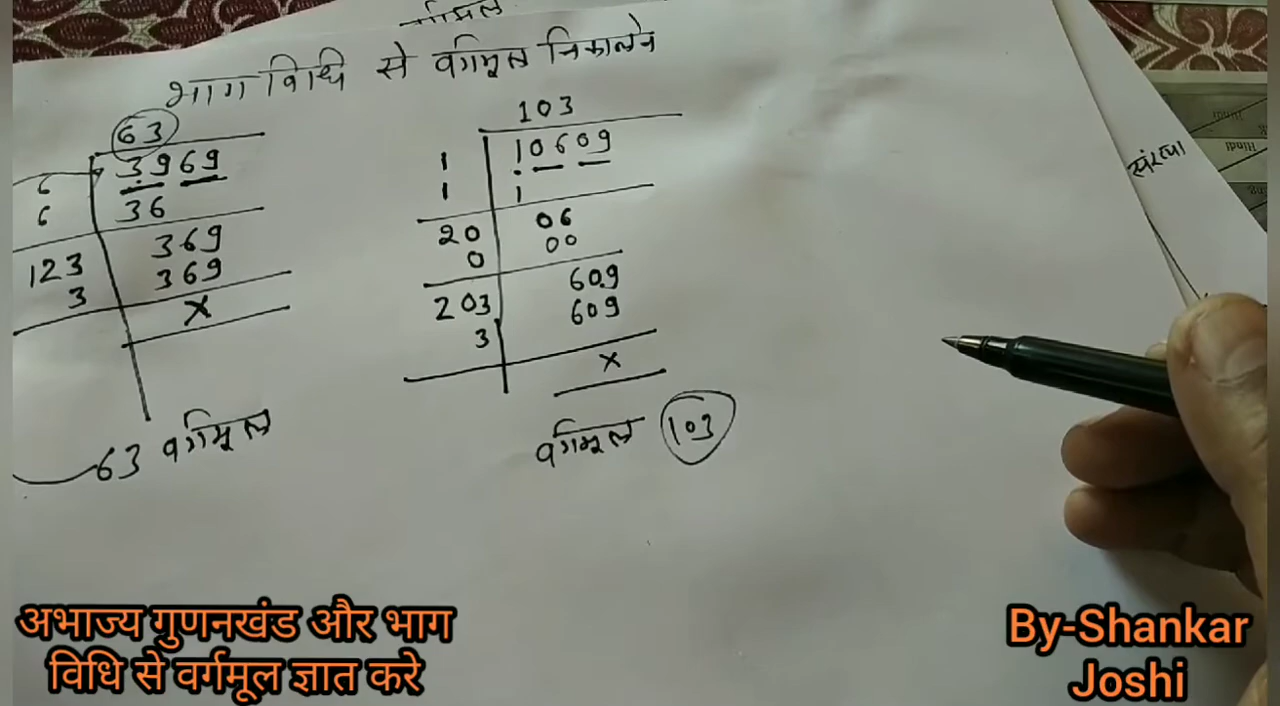 भाग विधि से वर्गमूल निकालने
63
6 3969
6 36
123 369
3 369
x
63 वर्गमूल
103
1 10609
1 1
20 06
0 00
203 609
3 609
x
वर्गमूल 103
संख्या
Hindi
अभाज्य गुणनखंड और भाग
विधि से वर्गमूल ज्ञात करे
By-Shankar
Joshi